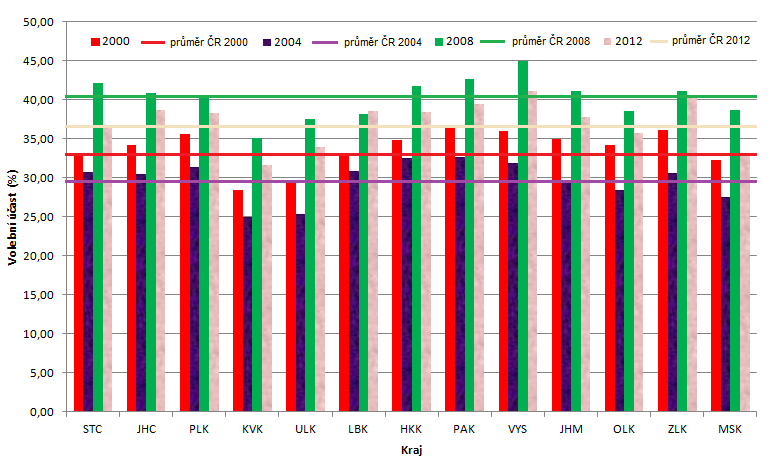 50,00
2000 průměr ČR 2000 2004 průměr ČR 2004 2008 průměr ČR 2008 2012 průměr ČR 2012
45,00
40,00
35,00
30,00
25,00
20,00
15,00
10,00
5,00
0,00
Volební účast (%)
STC JHC PLK KVK ULK LBK HKK PAK VYS JHM OLK ZLK MSK
Kraj